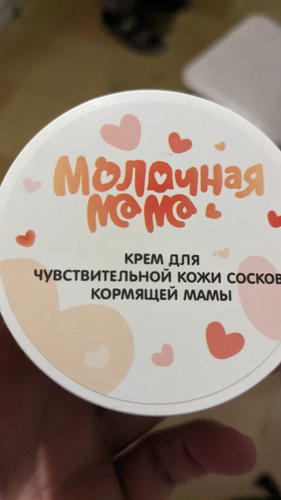 Молочная
мама
КРЕМ ДЛЯ
ЧУВСТВИТЕЛЬНОЙ КОЖИ СОСКОВ
КОРМЯЩЕЙ МАМЫ